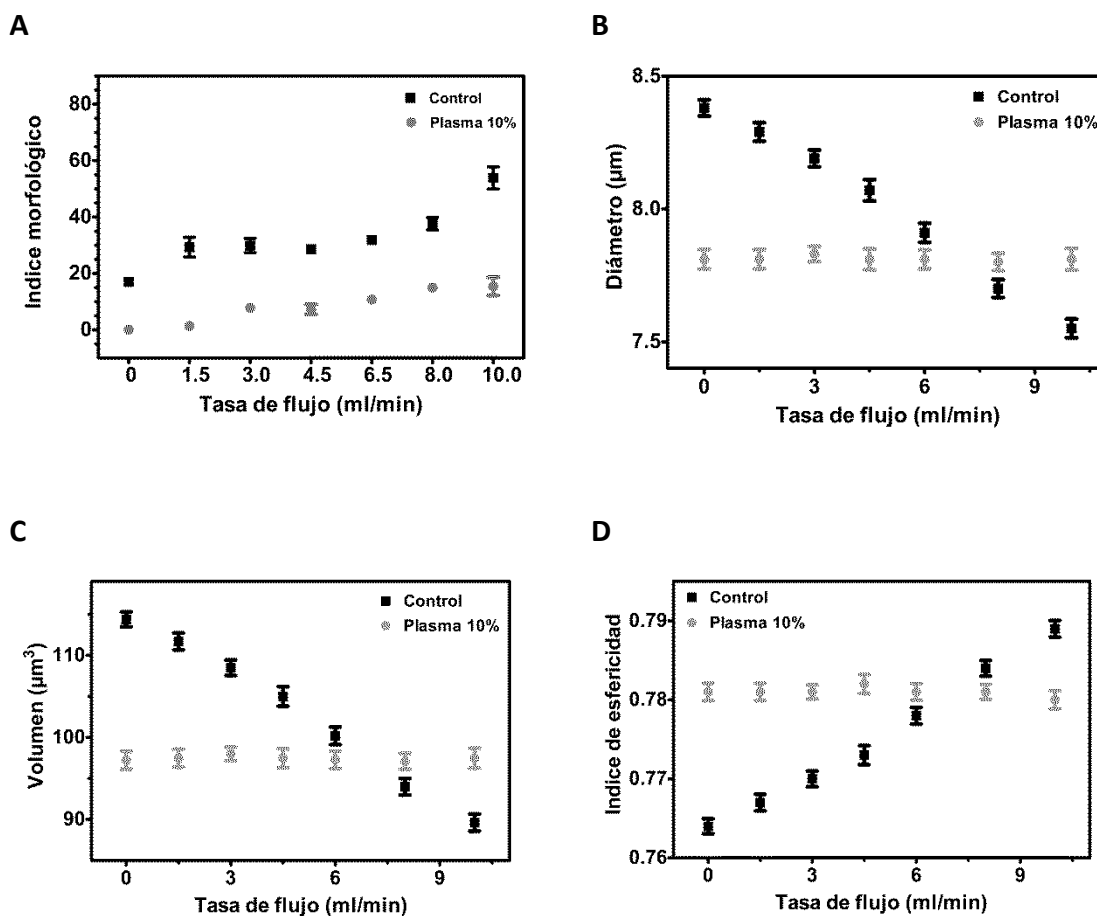 A
Indice morfológico
80
60
40
20
0
Control
Plasma 10%
0 1.5 3.0 4.5 6.5 8.0 10.0
Tasa de flujo (ml/min)
B
Diámetro (µm)
8.5
8.0
7.5
Control
Plasma 10%
0 3 6 9
Tasa de flujo (ml/min)
C
Volumen (µm³)
110
100
90
Control
Plasma 10%
0 3 6 9
Tasa de flujo (ml/min)
D
Indice de esfericidad
0.79
0.78
0.77
0.76
Control
Plasma 10%
0 3 6 9
Tasa de flujo (ml/min)